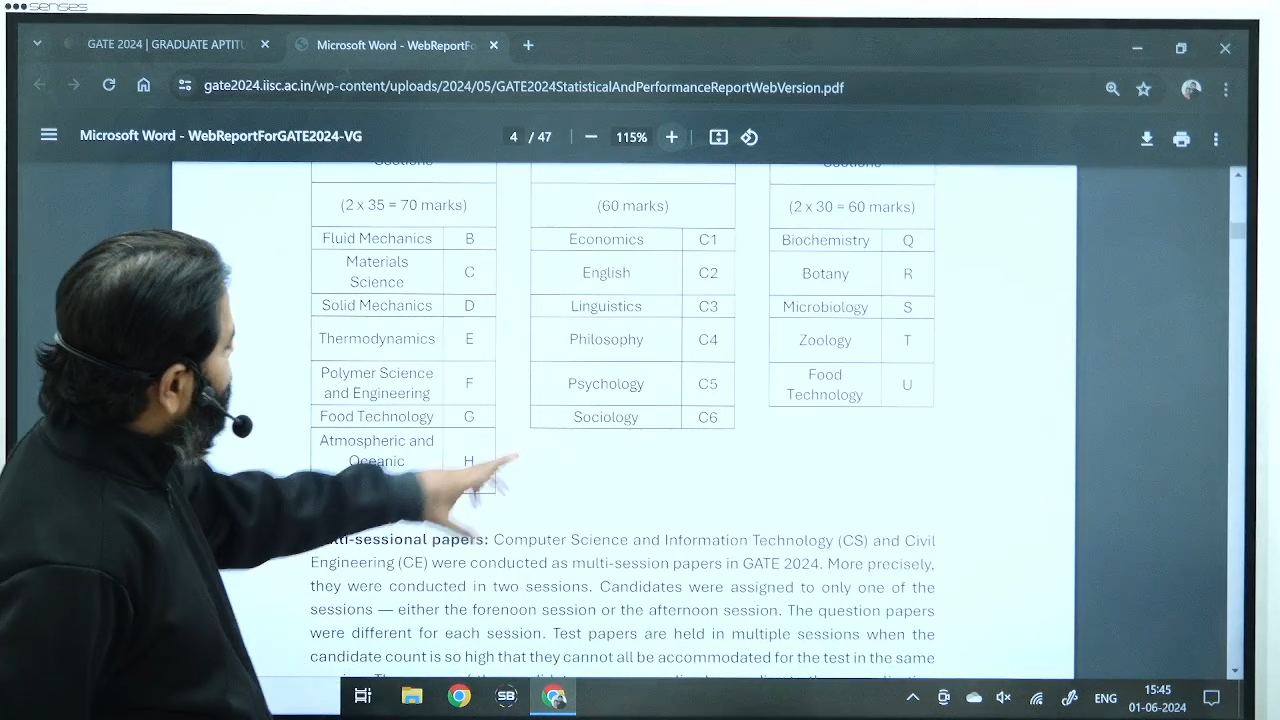 senses
GATE 2024 | GRADUATE APTIT
Microsoft Word - WebReportFo
gate2024.iisc.ac.in/wp-content/uploads/2024/05/GATE2024StatisticalAndPerformanceReportWebVersion.pdf
Microsoft Word - WebReportForGATE2024-VG
4 / 47
115%
(2 x 35 = 70 marks)
Fluid Mechanics B
Materials Science C
Solid Mechanics D
Thermodynamics E
Polymer Science and Engineering F
Food Technology G
Atmospheric and Oceanic H
(60 marks)
Economics C1
English C2
Linguistics C3
Philosophy C4
Psychology C5
Sociology C6
(2 x 30 = 60 marks)
Biochemistry Q
Botany R
Microbiology S
Zoology T
Food Technology U
ti-sessional papers: Computer Science and Information Technology (CS) and Civil
Engineering (CE) were conducted as multi-session papers in GATE 2024. More precisely,
they were conducted in two sessions. Candidates were assigned to only one of the
sessions — either the forenoon session or the afternoon session. The question papers
were different for each session. Test papers are held in multiple sessions when the
candidate count is so high that they cannot all be accommodated for the test in the same
SB
ENG
15:45
01-06-2024